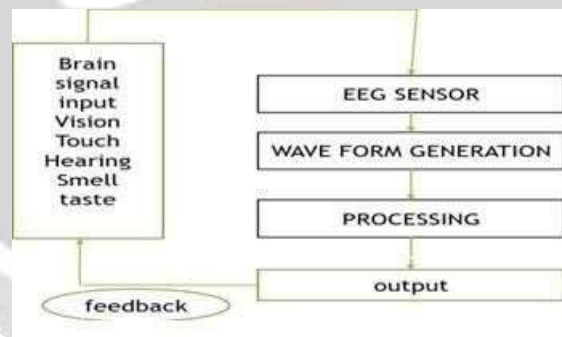 Brain
signal
input
Vision
Touch
Hearing
Smell
taste
EEG SENSOR
WAVE FORM GENERATION
PROCESSING
output
feedback